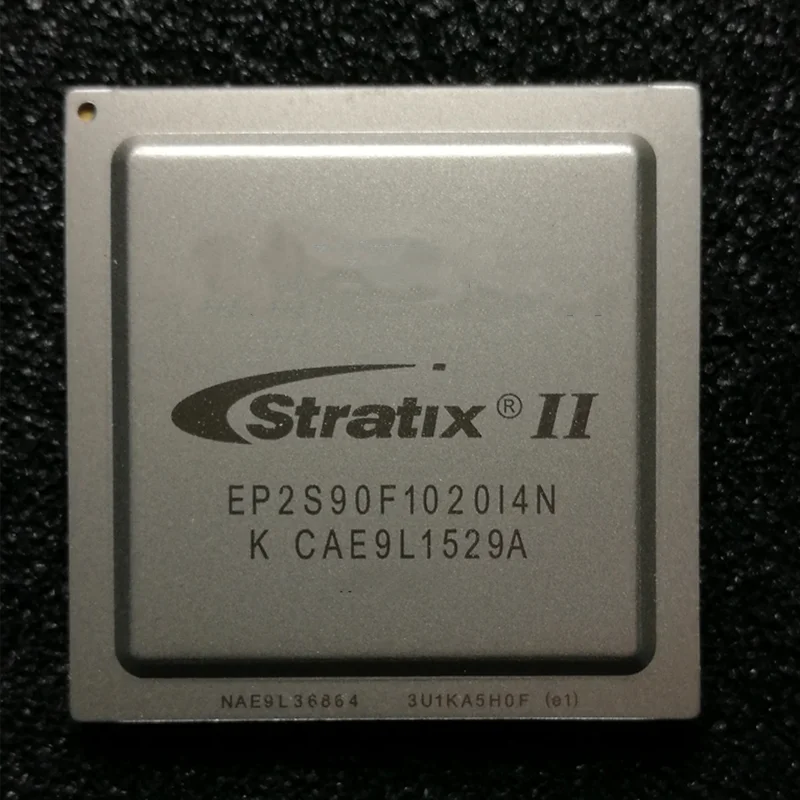 Stratix® II
EP2S90F1020I4N
K CAE9L1529A
NAE9L36864 3U1KA5H0F (e1)